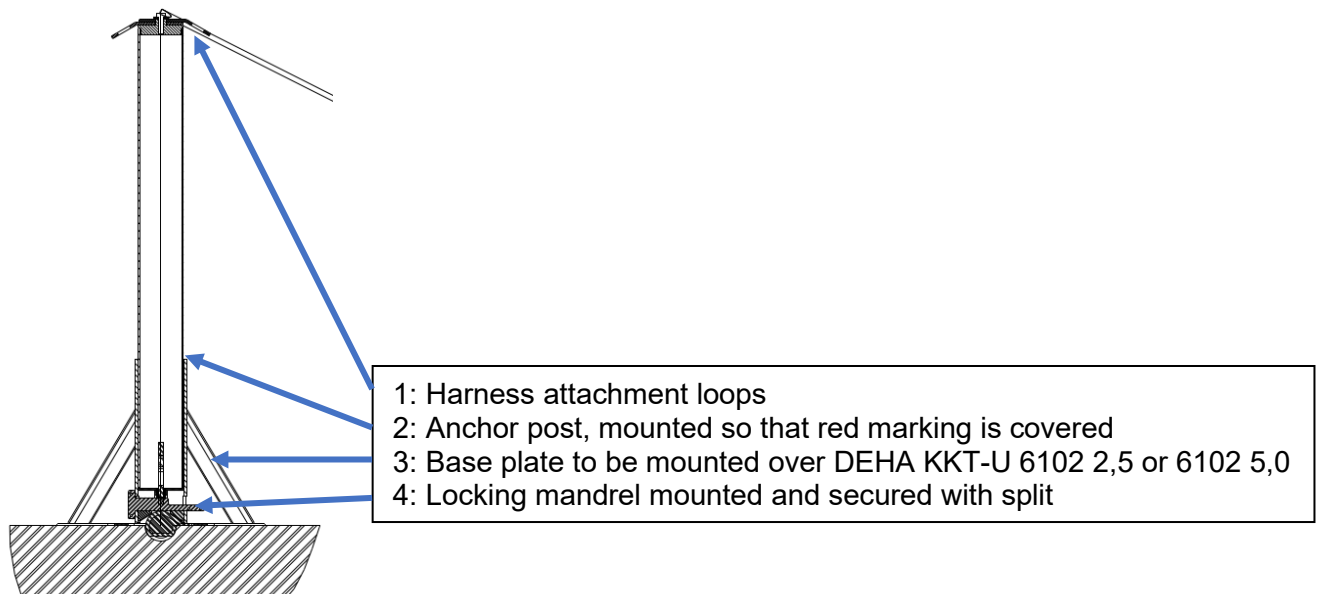 1: Harness attachment loops
2: Anchor post, mounted so that red marking is covered
3: Base plate to be mounted over DEHA KKT-U 6102 2,5 or 6102 5,0
4: Locking mandrel mounted and secured with split